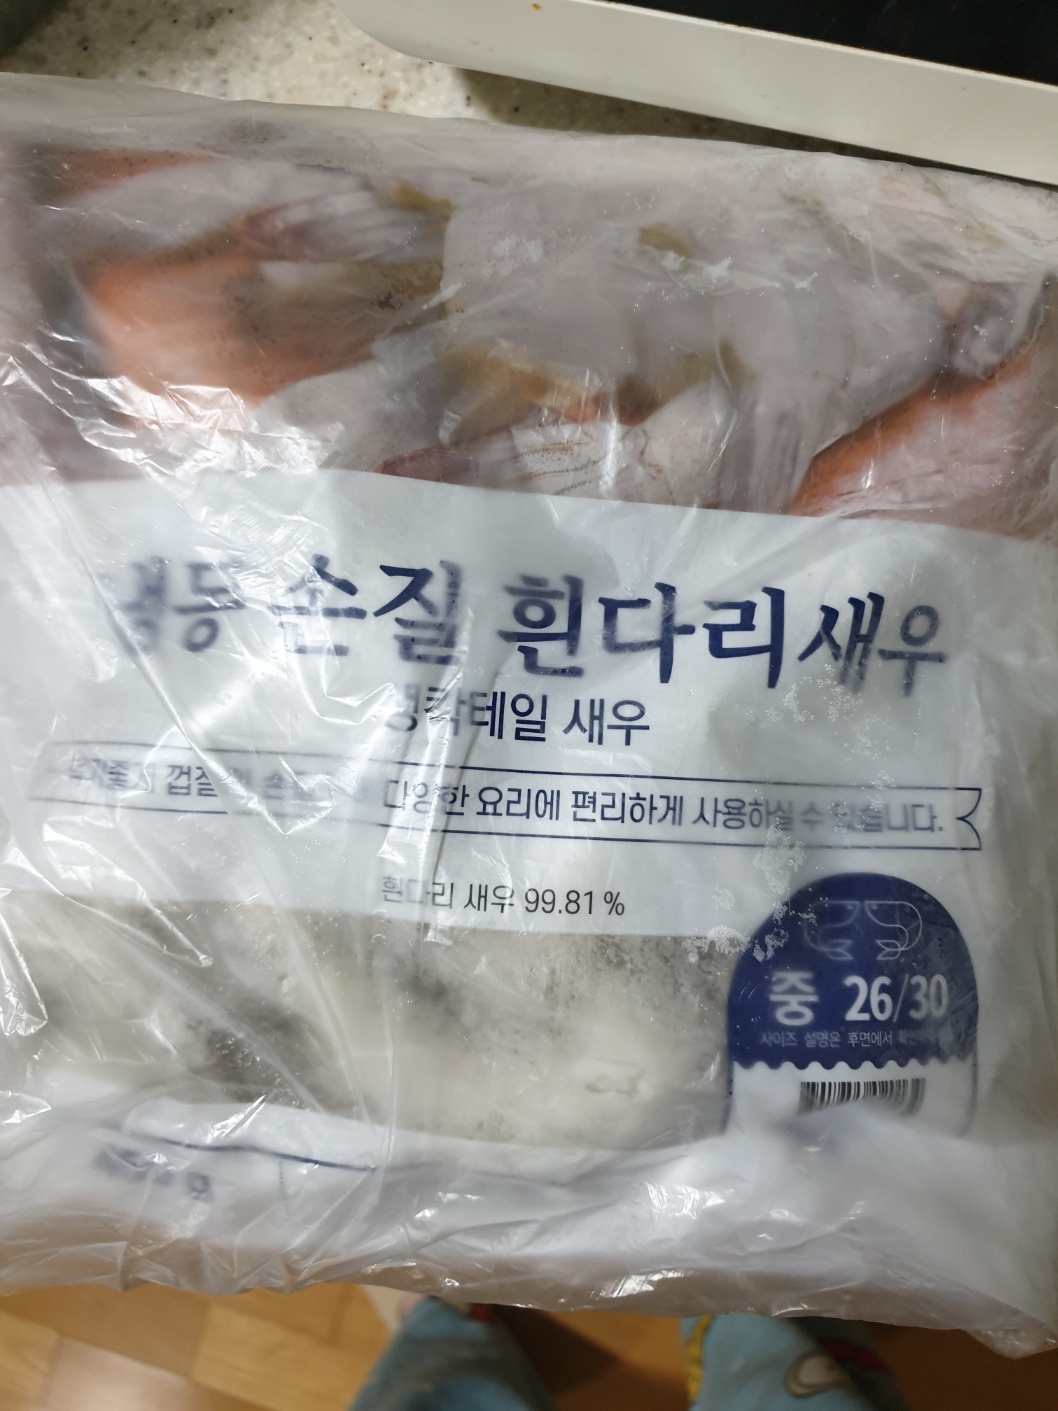 냉동 손질 흰다리새우
생칵테일 새우
다양한 요리에 편리하게 사용하실 수 있습니다.
흰다리 새우 99.81 %
중 26/30
사이즈 설명은 후면에서